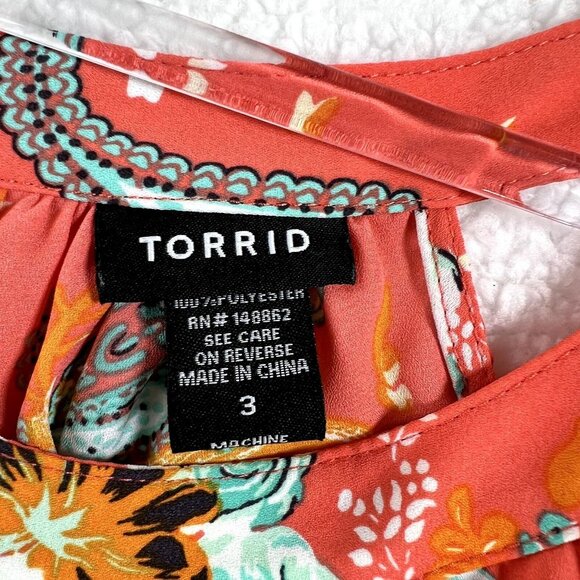 TORRID
100% POLYESTER
RN# 148862
SEE CARE
ON REVERSE
MADE IN CHINA
3
MACHINE